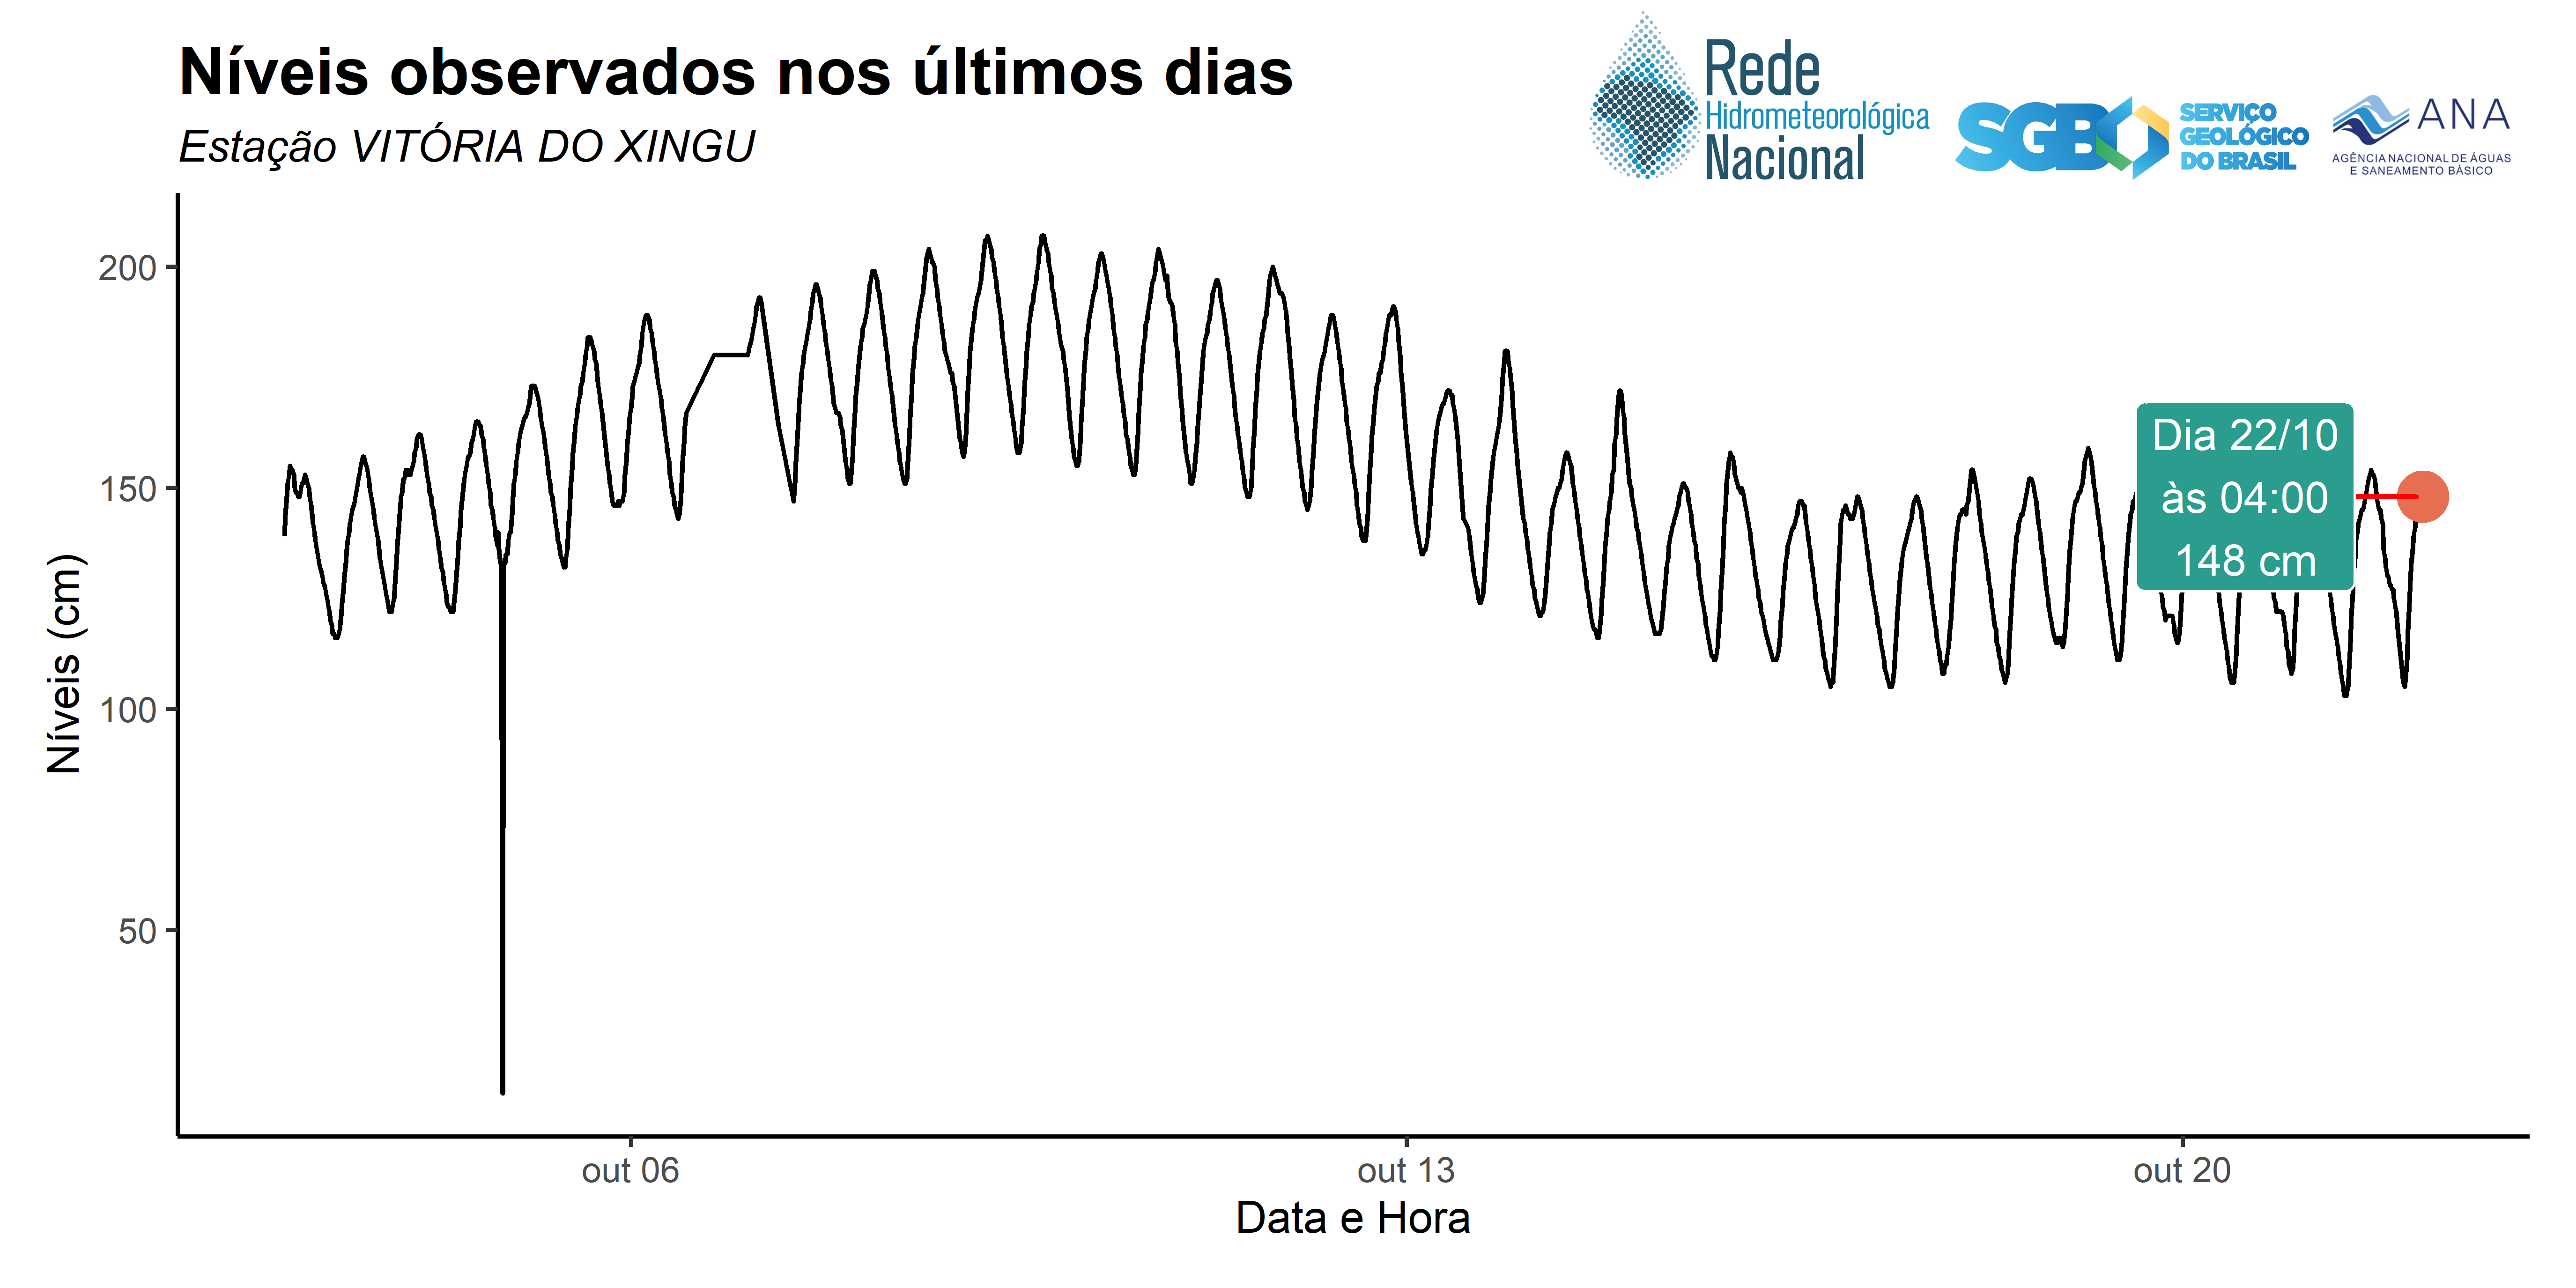 Níveis observados nos últimos dias
Estação VITÓRIA DO XINGU
Rede
Hidrometeorológica
Nacional
SGB
SERVIÇO
GEOLÓGICO
DO BRASIL
ANA
AGÊNCIA NACIONAL DE ÁGUAS
E SANEAMENTO BÁSICO
Níveis (cm)
200
150
100
50
Dia 22/10
às 04:00
148 cm
out 06
out 13
out 20
Data e Hora